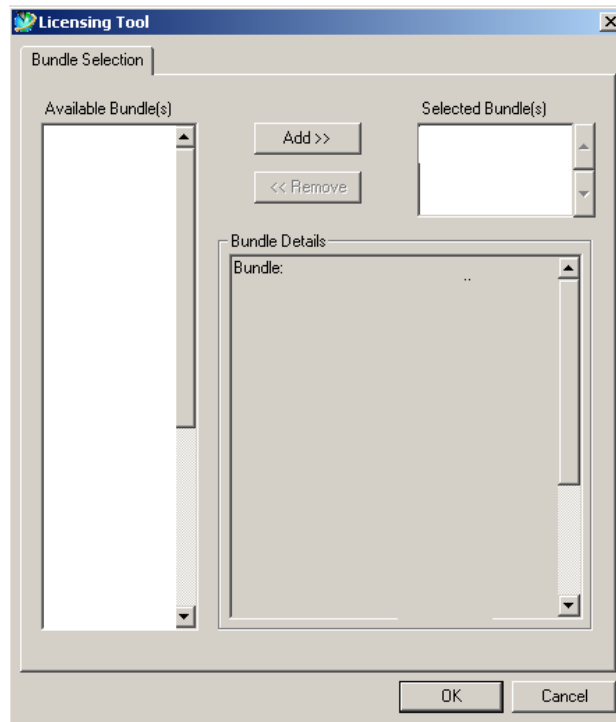 Licensing Tool
Bundle Selection
Available Bundle(s)
Add >>
Selected Bundle(s)
<< Remove
Bundle Details
Bundle:
OK
Cancel